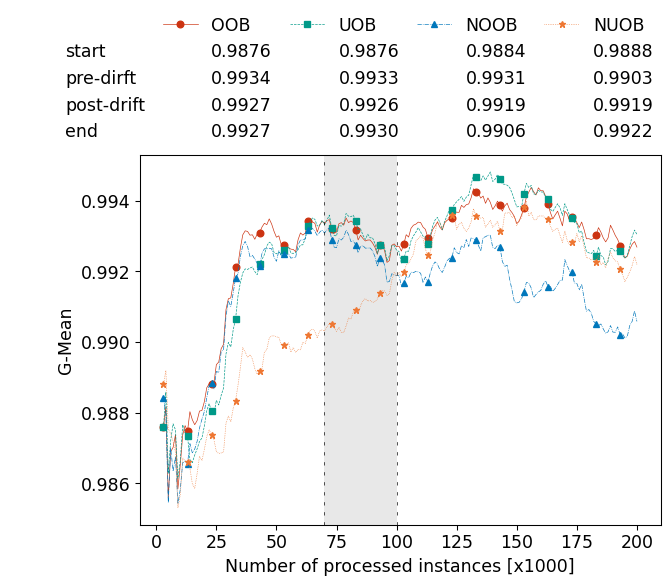 OOB UOB NOOB NUOB
start 0.9876 0.9876 0.9884 0.9888
pre-dirft 0.9934 0.9933 0.9931 0.9903
post-drift 0.9927 0.9926 0.9919 0.9919
end 0.9927 0.9930 0.9906 0.9922
0.994
0.992
0.990
0.988
0.986
G-Mean
0 25 50 75 100 125 150 175 200
Number of processed instances [x1000]